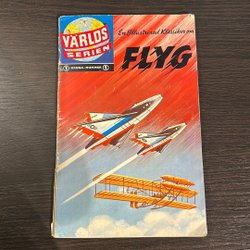 VÄRLDS
SERIEN
En Illustrerad Klassiker om
FLYG